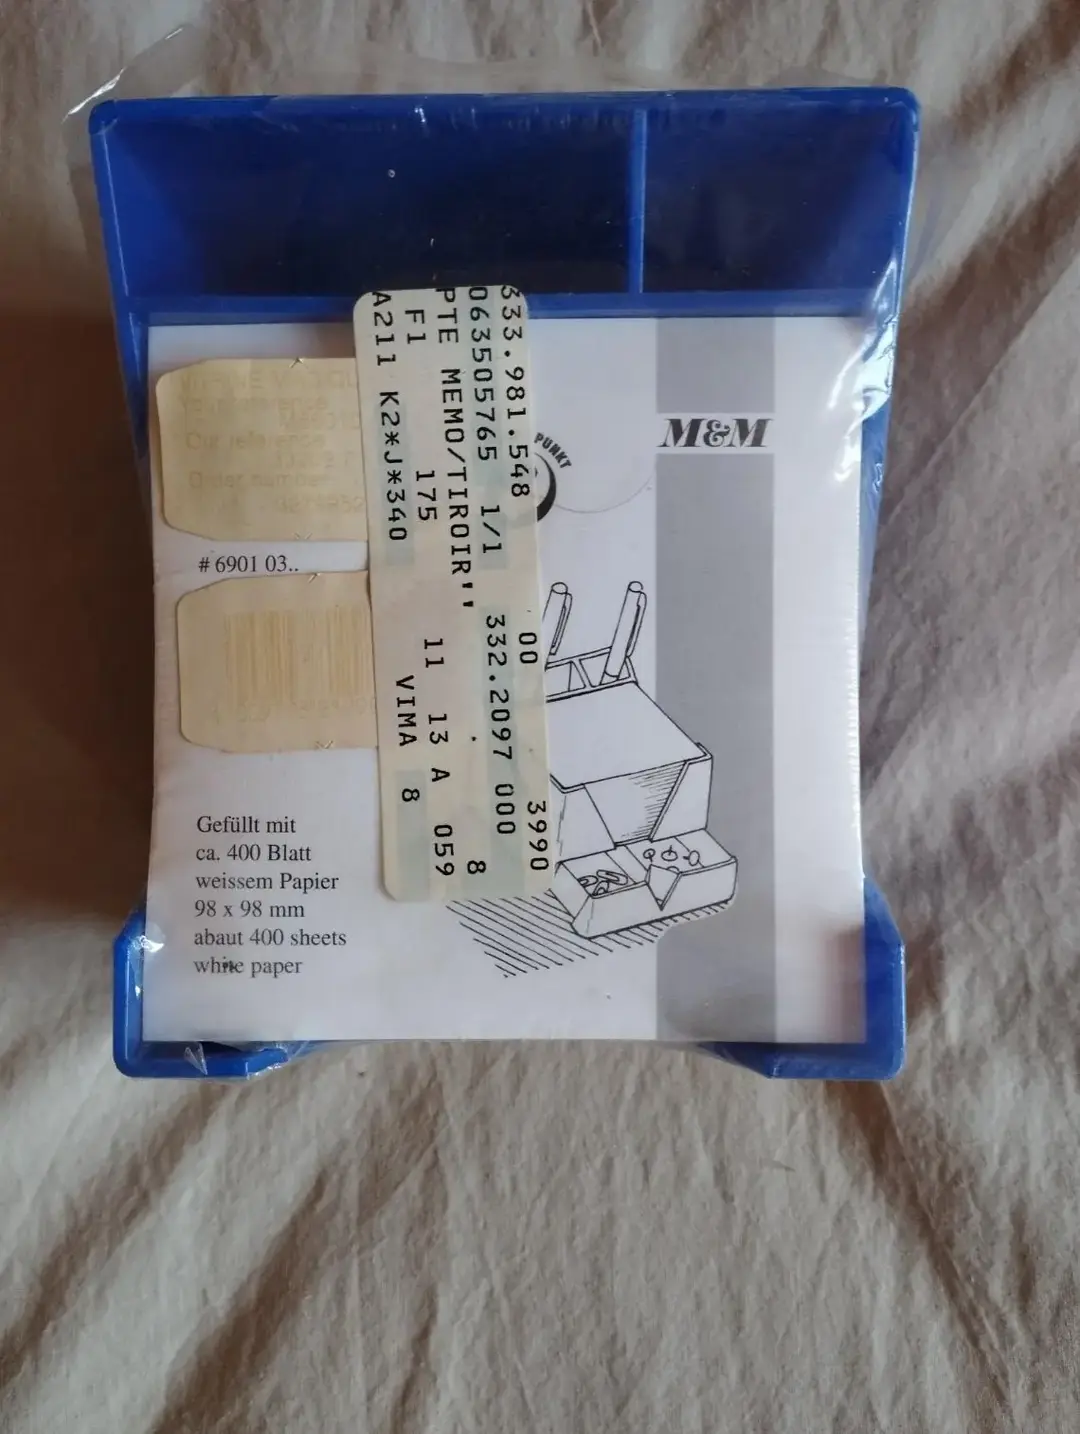 M&M
PUNKT
333.981.548 00 3990
063505765 1/1 332.2097 000 8
PTE MEMO/TIROIR''
F1 175 11 13 A 059
A211 K2*J*340 VIMA 8
# 6901 03..
Gefüllt mit
ca. 400 Blatt
weissem Papier
98 x 98 mm
abaut 400 sheets
white paper